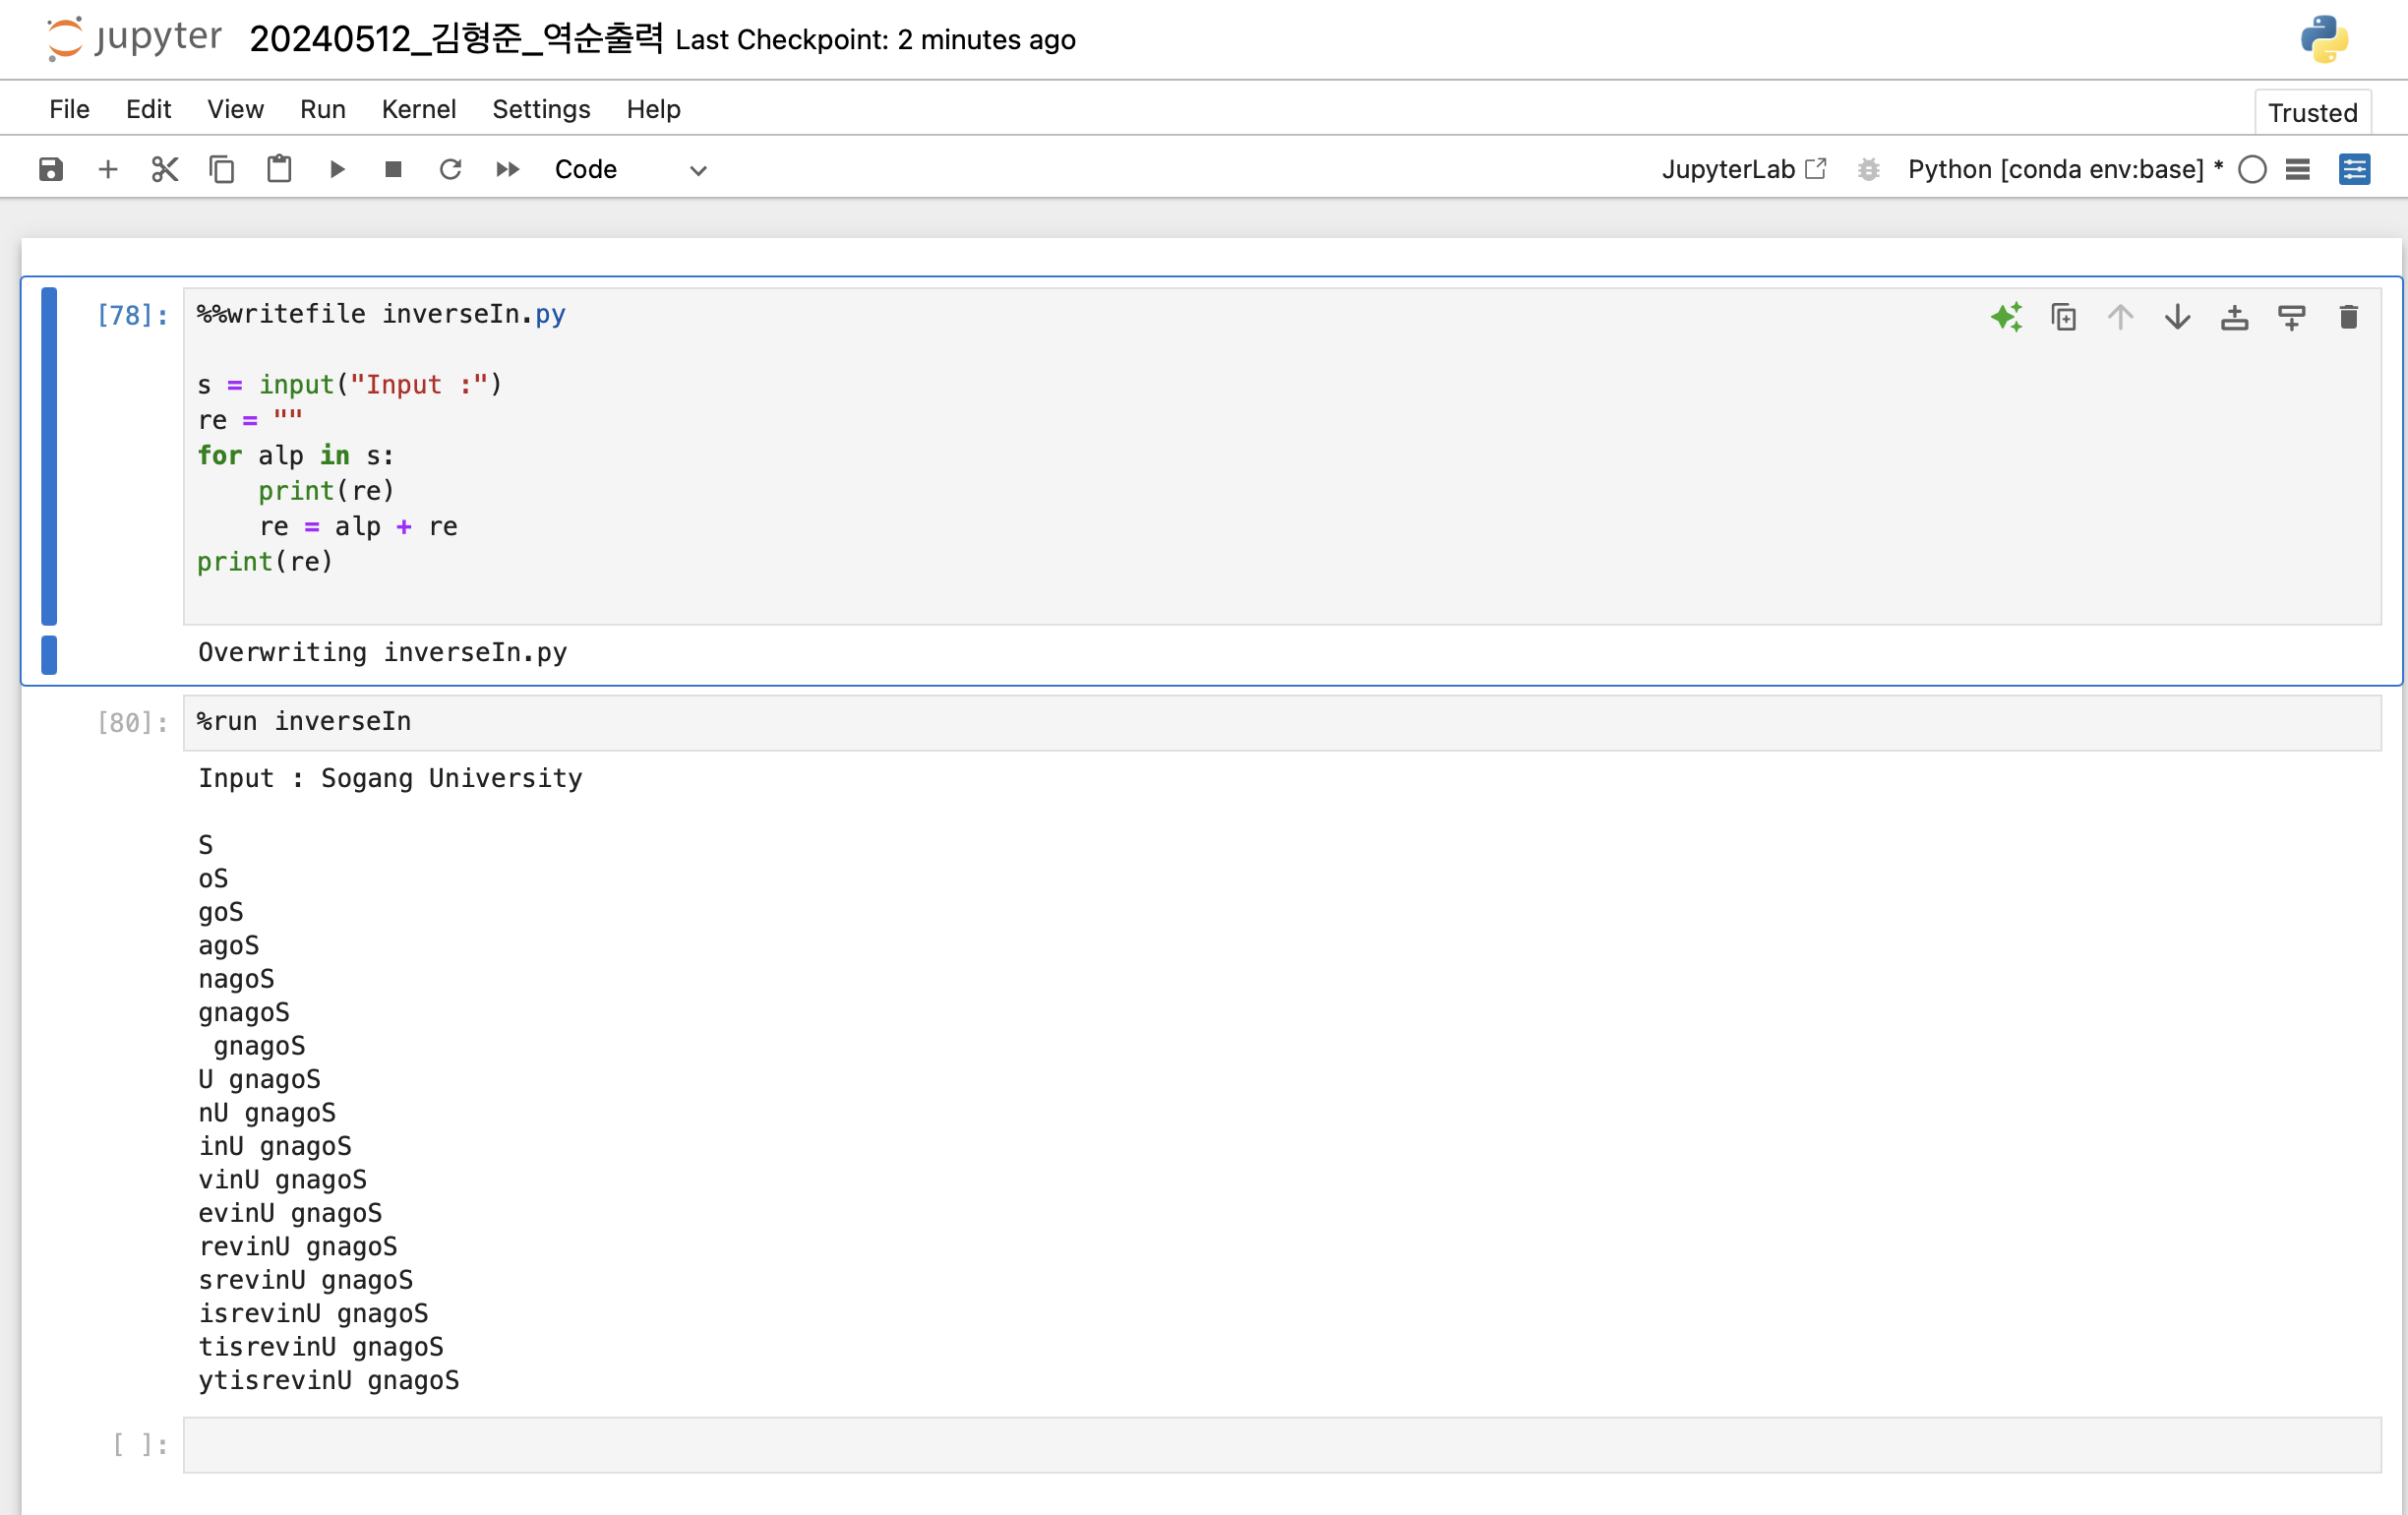 jupyter 20240512_김형준_역순출력 Last Checkpoint: 2 minutes ago
File Edit View Run Kernel Settings Help Trusted
Code JupyterLab Python [conda env:base] *
[78]: %%writefile inverseIn.py
s = input("Input :")
re = ""
for alp in s:
    print(re)
    re = alp + re
print(re)
Overwriting inverseIn.py
[80]: %run inverseIn
Input : Sogang University
S
oS
goS
agoS
nagoS
gnagoS
 gnagoS
U gnagoS
nU gnagoS
inU gnagoS
vinU gnagoS
evinU gnagoS
revinU gnagoS
srevinU gnagoS
isrevinU gnagoS
tisrevinU gnagoS
ytisrevinU gnagoS
[ ]: